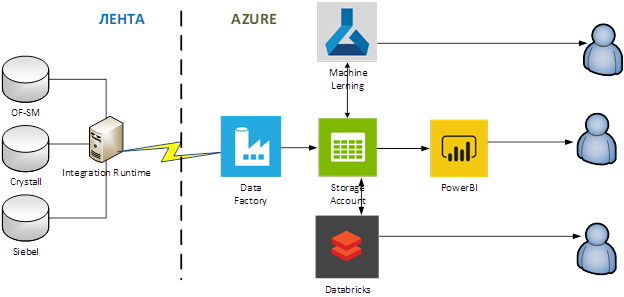 ЛЕНТА
AZURE
Machine
Lerning
OF-SM
Crystall
Integration Runtime
Data
Factory
Storage
Account
PowerBI
Siebel
Databricks